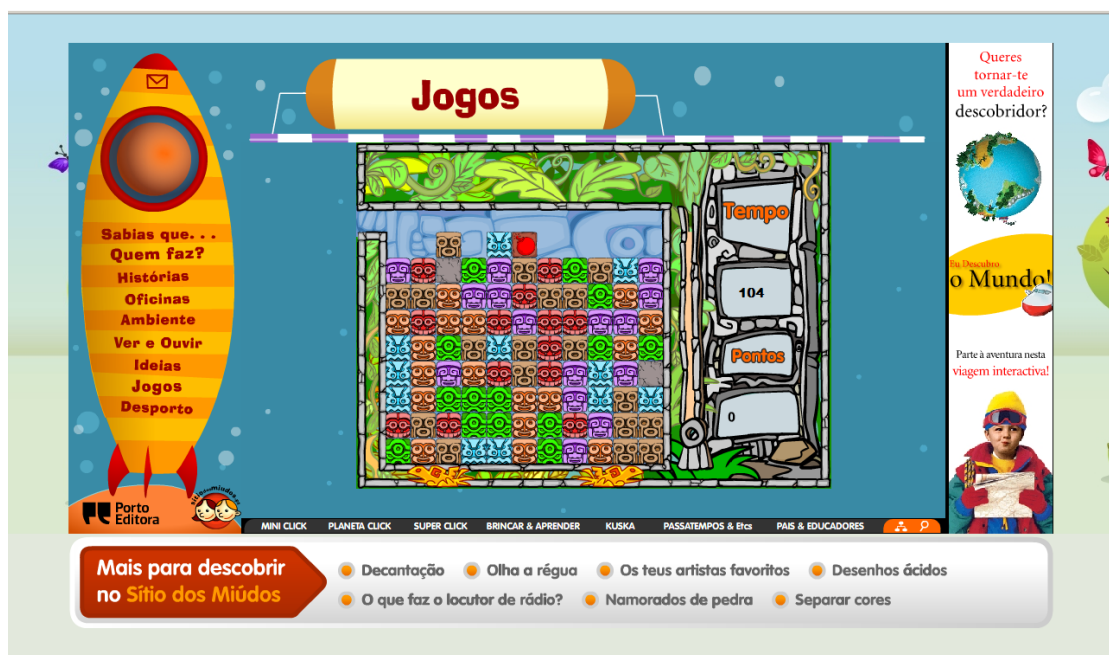 Jogos
Sabias que. . .
Quem faz?
Histórias
Oficinas
Ambiente
Ver e Ouvir
Ideias
Jogos
Desporto
Porto
Editora
Tempo
104
Pontos
0
Queres
tornar-te
um verdadeiro
descobridor?
Eu Descubro
o Mundo!
Parte à aventura nesta
viagem interactiva!
MINI CLICK PLANETA CLICK SUPER CLICK BRINCAR & APRENDER KUSKA PASSATEMPOS & Etcs PAIS & EDUCADORES
Mais para descobrir
no Sítio dos Miúdos
Decantação Olha a régua Os teus artistas favoritos Desenhos ácidos
O que faz o locutor de rádio? Namorados de pedra Separar cores